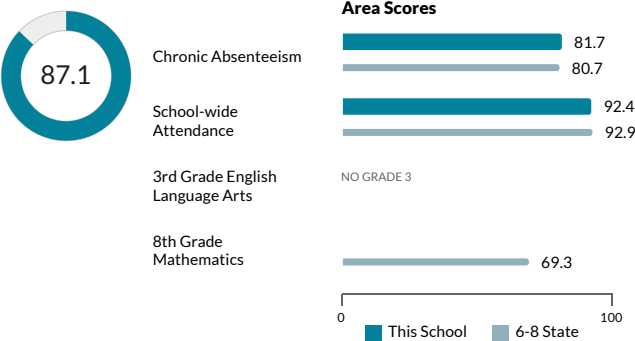 Area Scores
87.1
Chronic Absenteeism
81.7
80.7
School-wide
Attendance
92.4
92.9
3rd Grade English
Language Arts
NO GRADE 3
8th Grade
Mathematics
69.3
0
100
This School
6-8 State